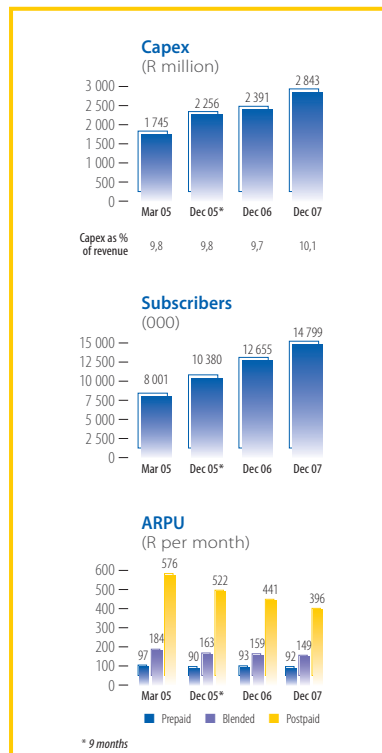 Capex
(R million)
3 000
2 500
2 000
1 500
1 000
500
0
1 745
2 256
2 391
2 843
Mar 05 Dec 05* Dec 06 Dec 07
Capex as % of revenue 9,8 9,8 9,7 10,1
Subscribers
(000)
15 000
12 500
10 000
7 500
5 000
2 500
0
8 001
10 380
12 655
14 799
Mar 05 Dec 05* Dec 06 Dec 07
ARPU
(R per month)
600
500
400
300
200
100
0
97 184 576
90 163 522
93 159 441
92 149 396
Mar 05 Dec 05* Dec 06 Dec 07
Prepaid Blended Postpaid
* 9 months